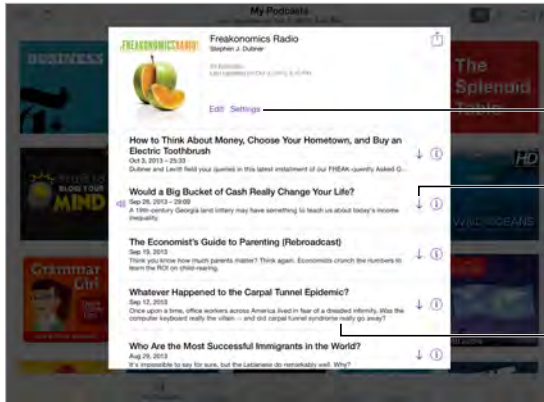 My Podcasts
FREAKONOMICS RADIO
Freakonomics Radio
Stephen J. Dubner
Edit Settings
How to Think About Money, Choose Your Hometown, and Buy an
Electric Toothbrush
Oct 3, 2013 – 25:33
Dubner and Levitt field your queries in this latest installment of our FREAK-quently Asked Q...
Would a Big Bucket of Cash Really Change Your Life?
Sep 26, 2013 – 29:09
A 19th-century Georgia land lottery may have something to teach us about today's income
inequality.
The Economist's Guide to Parenting (Rebroadcast)
Sep 19, 2013
Think you know how much parents matter? Think again. Economists crunch the numbers to
learn the ROI on child-rearing.
Whatever Happened to the Carpal Tunnel Epidemic?
Sep 12, 2013
Once upon a time, office workers across America lived in fear of a dreaded infirmity. Was the
computer keyboard really the villain — and did carpal tunnel syndrome really go away?
Who Are the Most Successful Immigrants in the World?
Aug 29, 2013
It's impossible to say for sure, but the Lebanese do remarkably well. Why?
BUSINESS
The
Splendid
Table
BLOW YOUR
MIND
HD
WILD OCEANS
Grammar
Girl